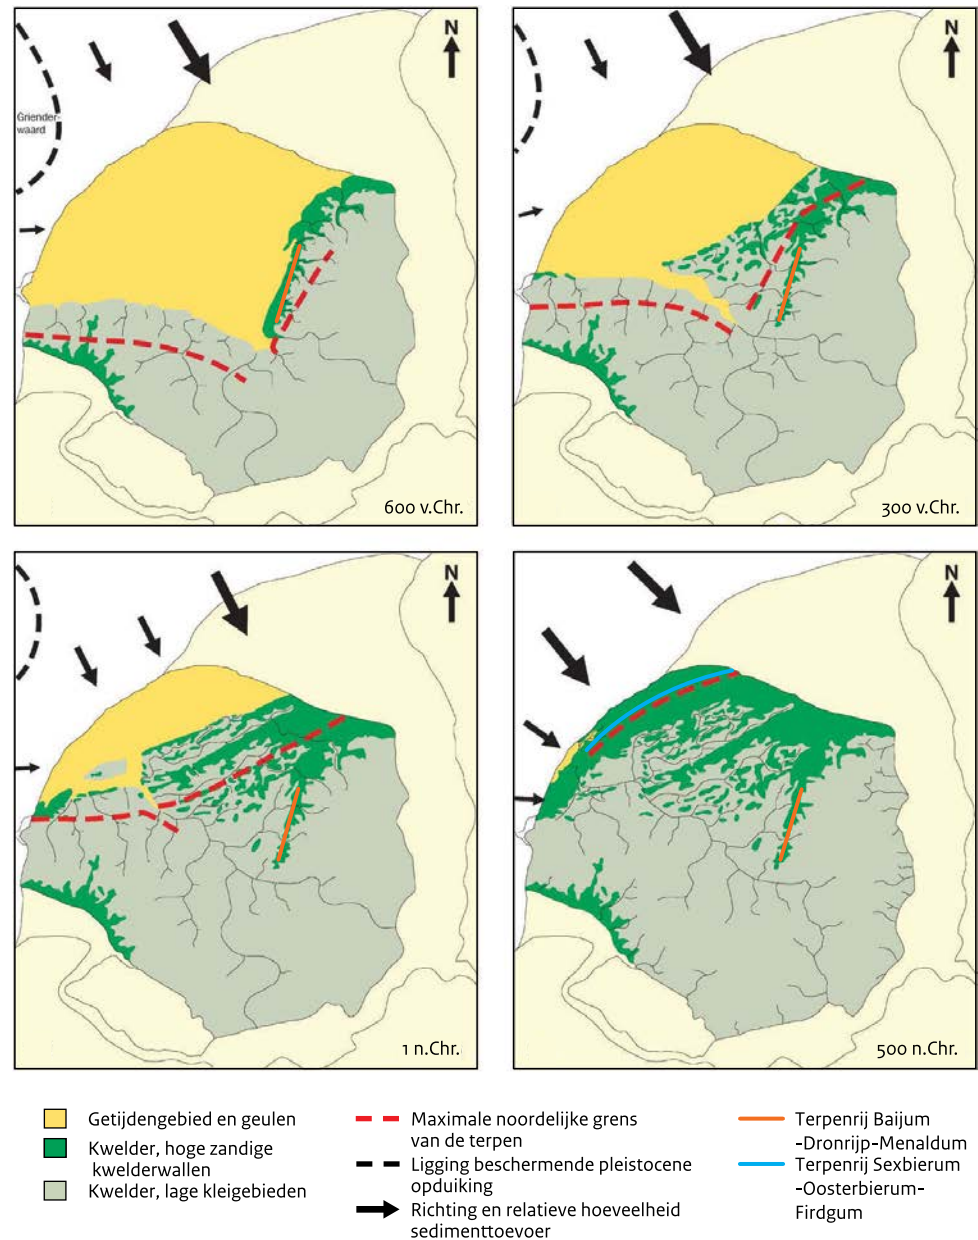 N
Griender-
waard
600 v.Chr.
N
300 v.Chr.
N
1 n.Chr.
N
500 n.Chr.
Getijdengebied en geulen
Kwelder, hoge zandige
kwelderwallen
Kwelder, lage kleigebieden
Maximale noordelijke grens
van de terpen
Ligging beschermende pleistocene
opduiking
Richting en relatieve hoeveelheid
sedimenttoevoer
Terpenrij Baijum
-Dronrijp-Menaldum
Terpenrij Sexbierum
-Oosterbierum-
Firdgum